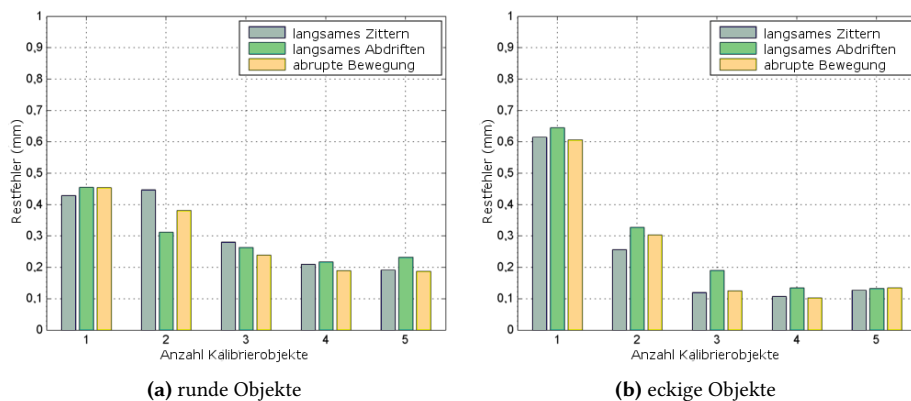 1
0,9
0,8
0,7
0,6
0,5
0,4
0,3
0,2
0,1
0
Restfehler (mm)
langsames Zittern
langsames Abdriften
abrupte Bewegung
1 2 3 4 5
Anzahl Kalibrierobjekte
(a) runde Objekte
1
0,9
0,8
0,7
0,6
0,5
0,4
0,3
0,2
0,1
0
Restfehler (mm)
langsames Zittern
langsames Abdriften
abrupte Bewegung
1 2 3 4 5
Anzahl Kalibrierobjekte
(b) eckige Objekte